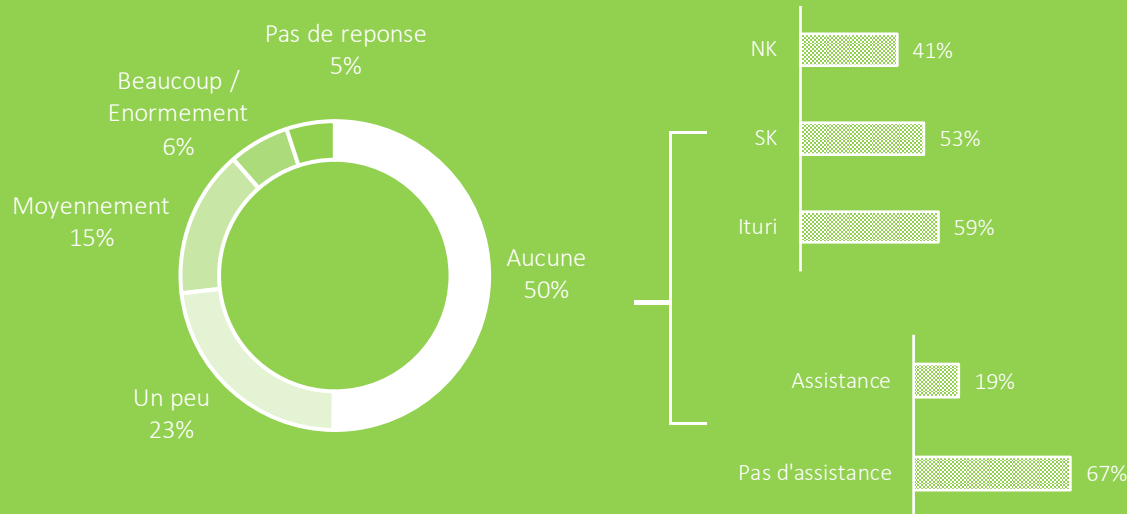 Pas de reponse
5%
Beaucoup /
Enormement
6%
Moyennement
15%
Un peu
23%
Aucune
50%
NK
41%
SK
53%
Ituri
59%
Assistance
19%
Pas d'assistance
67%